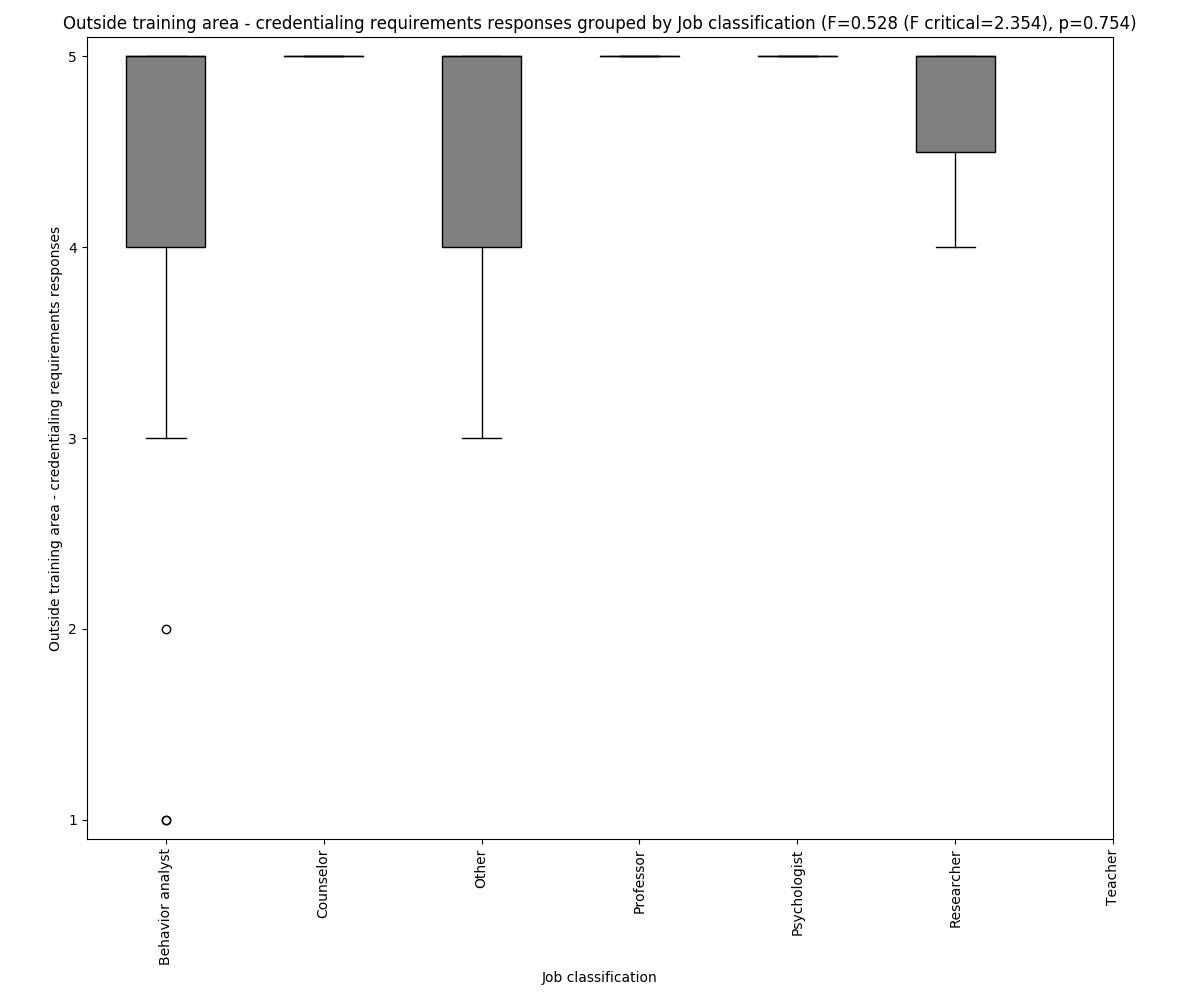 Outside training area - credentialing requirements responses grouped by Job classification (F=0.528 (F critical=2.354), p=0.754)
Outside training area - credentialing requirements responses
5
4
3
2
1
Behavior analyst
Counselor
Other
Professor
Psychologist
Researcher
Teacher
Job classification